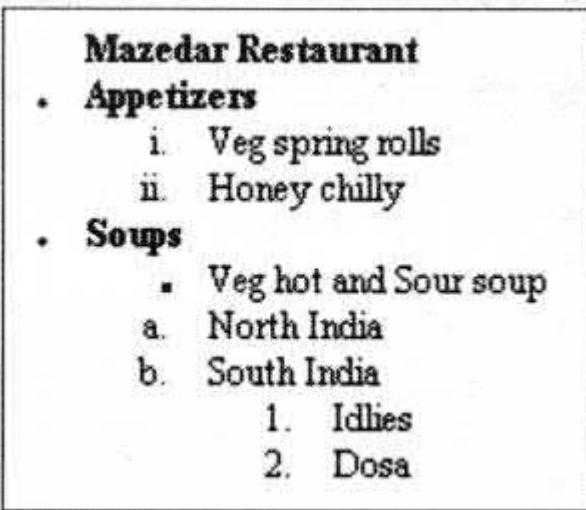 Mazedar Restaurant
• Appetizers
i. Veg spring rolls
ii. Honey chilly
• Soups
▪ Veg hot and Sour soup
a. North India
b. South India
1. Idlies
2. Dosa